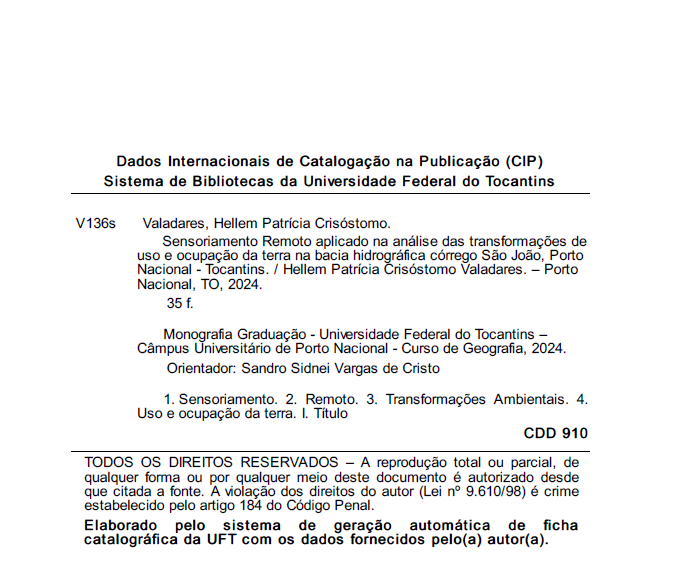 Dados Internacionais de Catalogação na Publicação (CIP)
Sistema de Bibliotecas da Universidade Federal do Tocantins
V136s Valadares, Hellem Patrícia Crisóstomo.
Sensoriamento Remoto aplicado na análise das transformações de
uso e ocupação da terra na bacia hidrográfica córrego São João, Porto
Nacional - Tocantins. / Hellem Patrícia Crisóstomo Valadares. – Porto
Nacional, TO, 2024.
35 f.
Monografia Graduação - Universidade Federal do Tocantins –
Câmpus Universitário de Porto Nacional - Curso de Geografia, 2024.
Orientador: Sandro Sidnei Vargas de Cristo
1. Sensoriamento. 2. Remoto. 3. Transformações Ambientais. 4.
Uso e ocupação da terra. I. Título
CDD 910
TODOS OS DIREITOS RESERVADOS – A reprodução total ou parcial, de
qualquer forma ou por qualquer meio deste documento é autorizado desde
que citada a fonte. A violação dos direitos do autor (Lei nº 9.610/98) é crime
estabelecido pelo artigo 184 do Código Penal.
Elaborado pelo sistema de geração automática de ficha
catalográfica da UFT com os dados fornecidos pelo(a) autor(a).